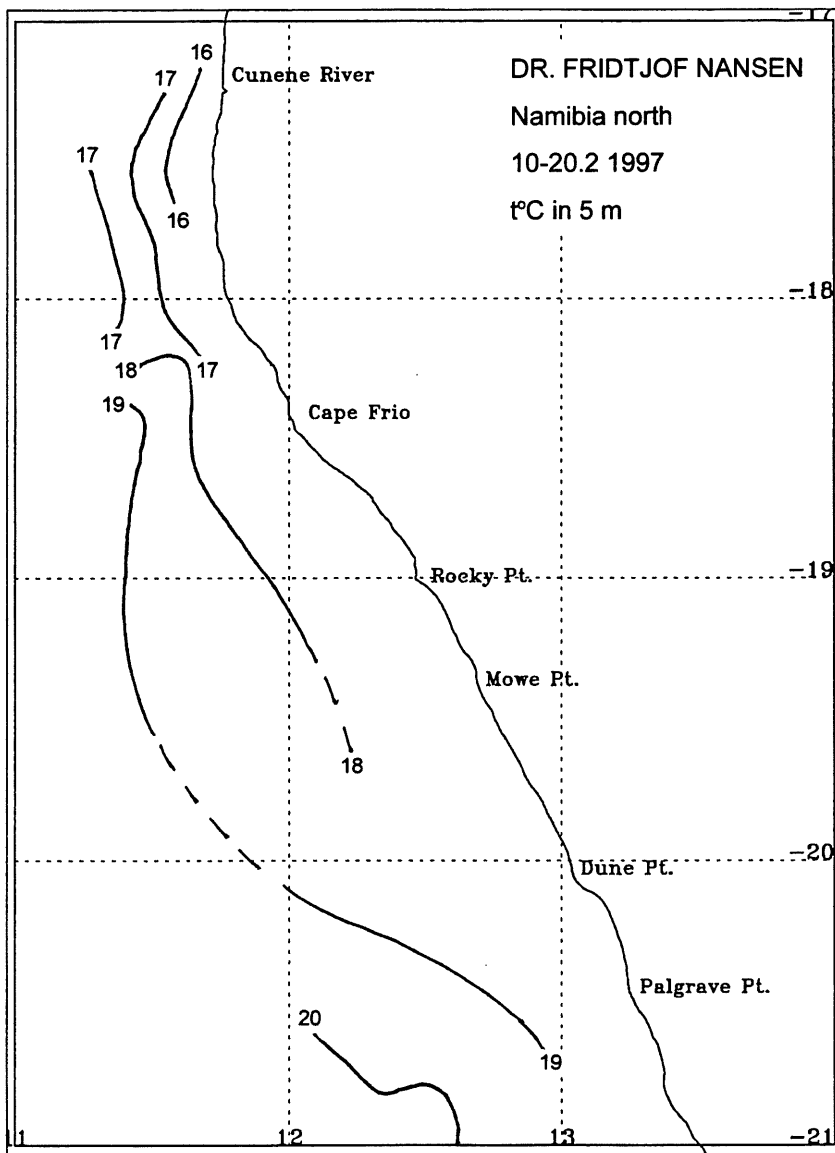 -17
16
17
Cunene River
DR. FRIDTJOF NANSEN
Namibia north
10-20.2 1997
t°C in 5 m
17
16
-18
17
18
17
19
Cape Frio
-19
Rocky Pt.
Mowe Pt.
18
-20
Dune Pt.
Palgrave Pt.
20
19
11
12
13
-21